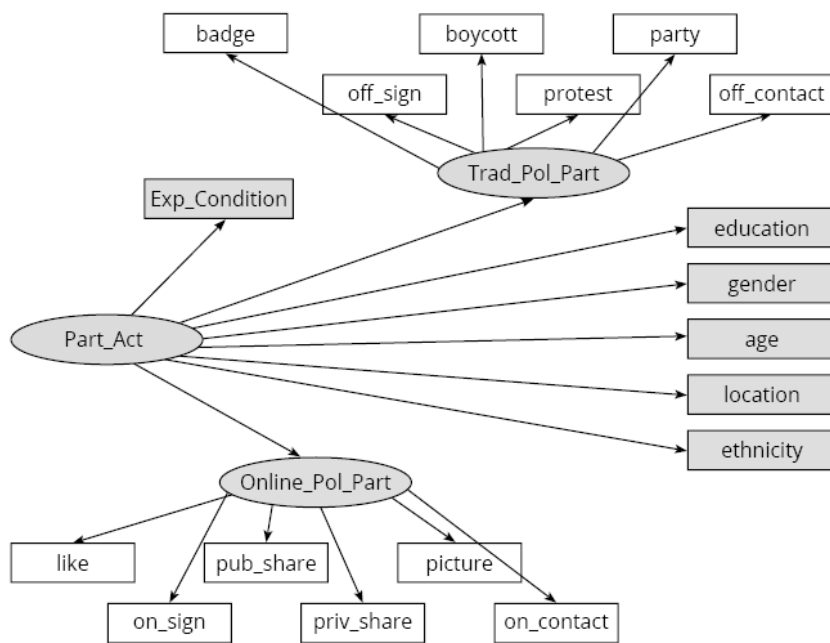 badge
boycott
party
off_sign
protest
off_contact
Trad_Pol_Part
Exp_Condition
education
gender
Part_Act
age
location
ethnicity
Online_Pol_Part
like
pub_share
picture
on_sign
priv_share
on_contact